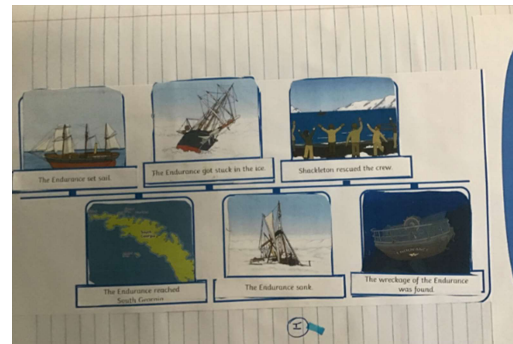 The Endurance set sail.
The Endurance got stuck in the ice.
Shackleton rescued the crew.
The Endurance reached
South Georgia.
The Endurance sank.
The wreckage of the Endurance
was found.